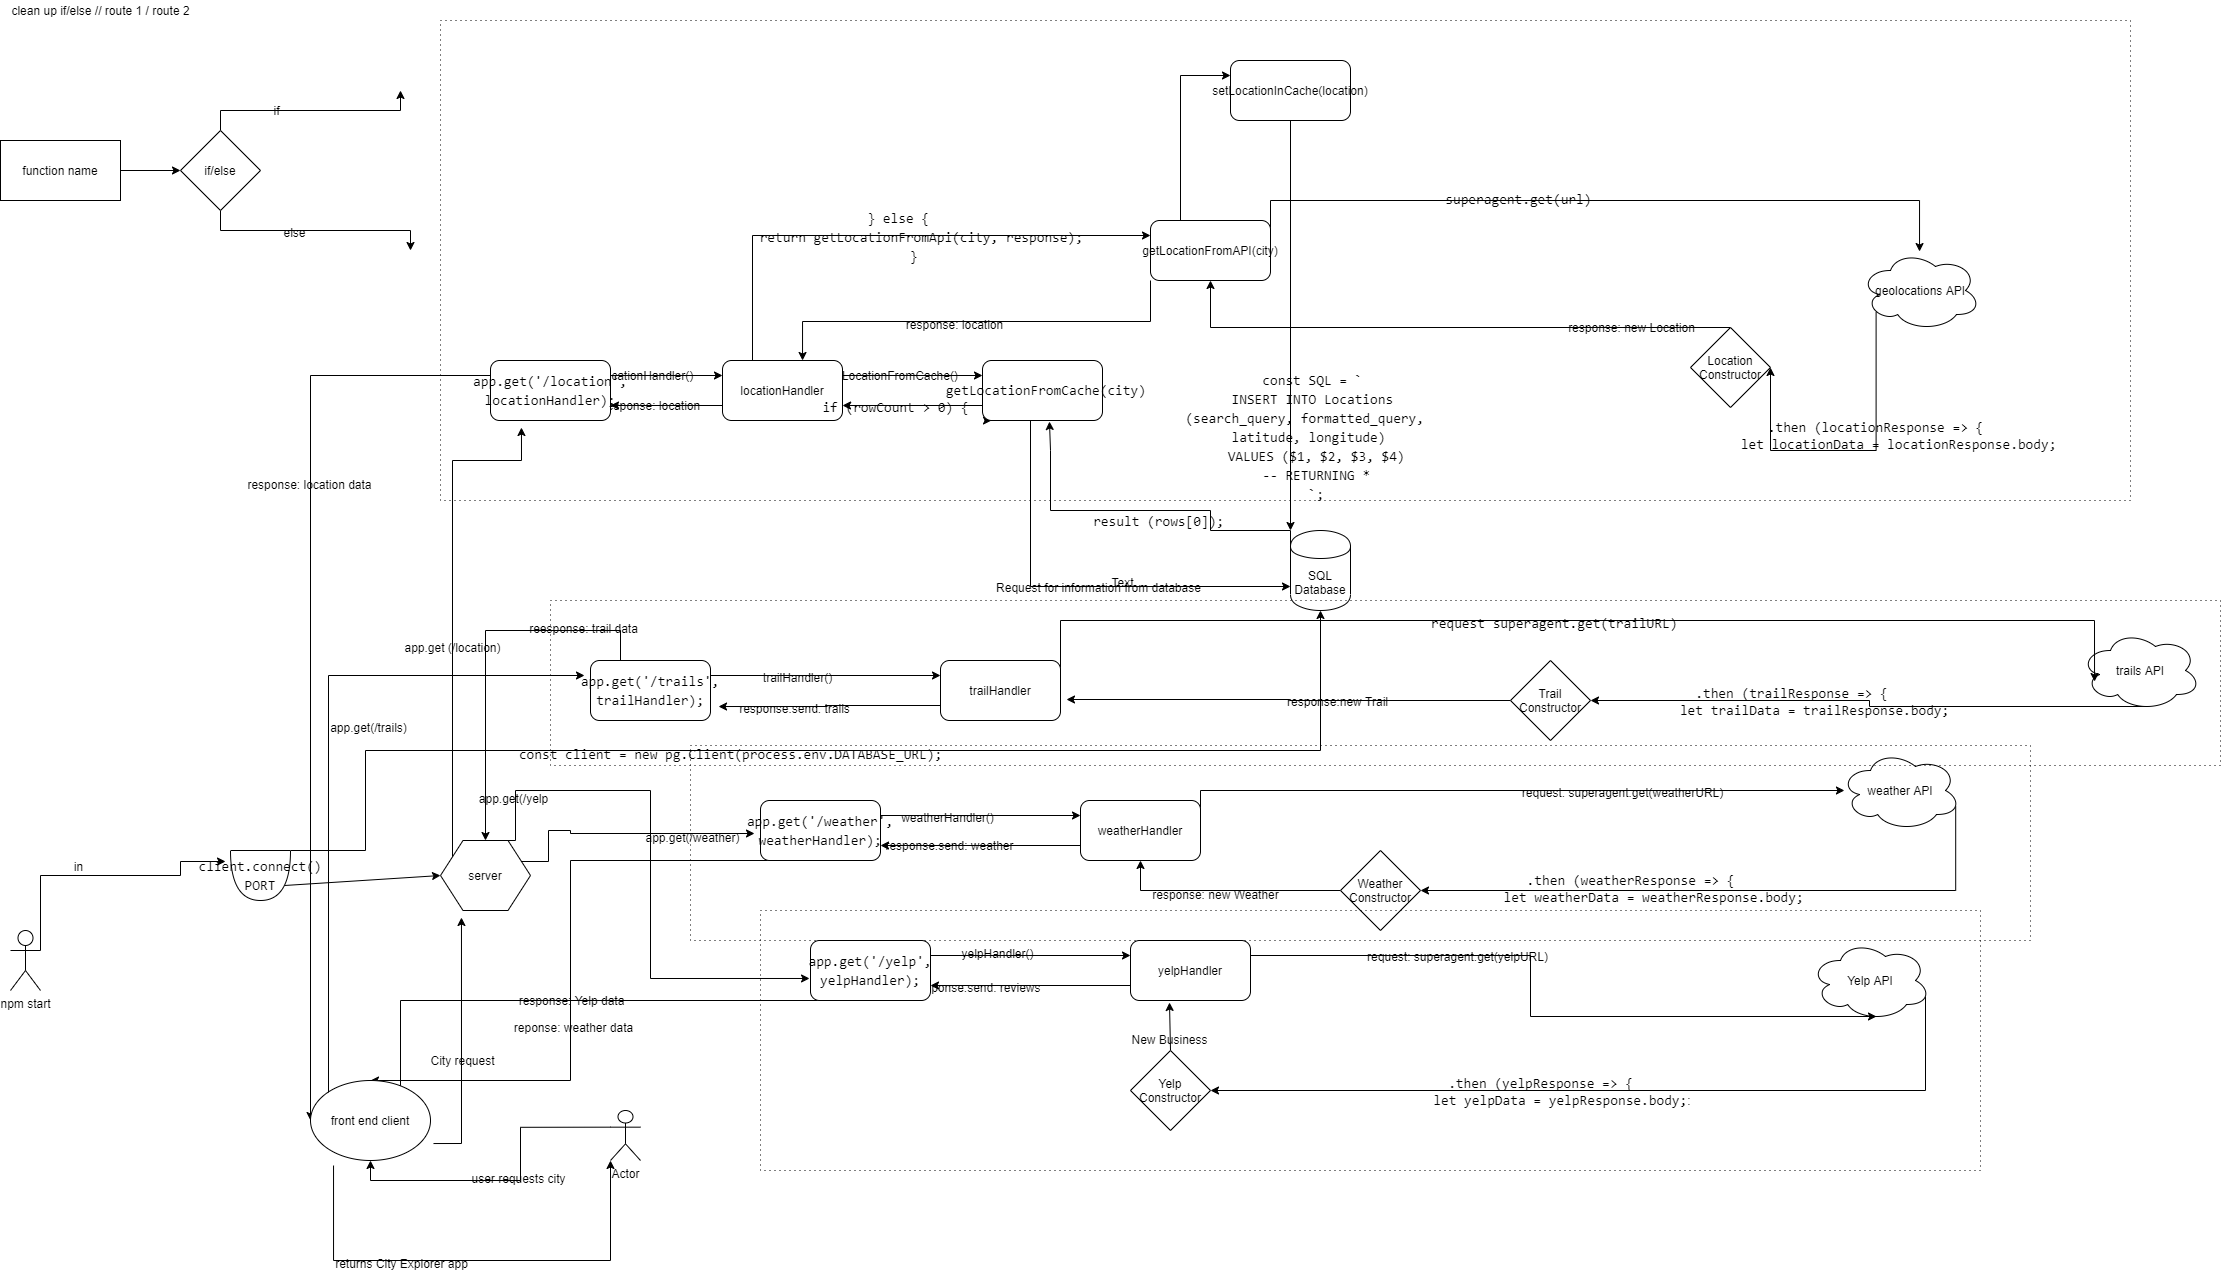 clean up if/else // route 1 / route 2
if
function name
if/else
else
setLocationInCache(location)
superagent.get(url)
} else {
return getLocationFromApi(city, response);
}
getLocationFromAPI(city)
geolocations API
response: location
response: new Location
Location
Constructor
app.get('/location',
locationHandler);
cationHandler()
sponse: location
locationHandler
LocationFromCache()
if (rowCount > 0) {
getLocationFromCache(city)
const SQL = `
INSERT INTO Locations
(search_query, formatted_query,
latitude, longitude)
VALUES ($1, $2, $3, $4)
-- RETURNING *
`;
.then (locationResponse => {
let locationData = locationResponse.body;
response: location data
result (rows[0]);
SQL
Database
Text
Request for information from database
reesponse: trail data
app.get (/location)
request superagent.get(trailURL)
app.get('/trails',
trailHandler);
trailHandler()
response.send: trails
trailHandler
response:new Trail
Trail
Constructor
.then (trailResponse => {
let trailData = trailResponse.body;
trails API
app.get(/trails)
const client = new pg.Client(process.env.DATABASE_URL);
app.get(/yelp
app.get(/weather)
app.get('/weather',
weatherHandler);
weatherHandler()
esponse.send: weather
weatherHandler
request: superagent.get(weatherURL)
weather API
in
client.connect()
PORT
server
response: new Weather
Weather
Constructor
.then (weatherResponse => {
let weatherData = weatherResponse.body;
npm start
app.get('/yelp',
yelpHandler);
yelpHandler()
ponse.send: reviews
yelpHandler
request: superagent.get(yelpURL)
Yelp API
response: Yelp data
reponse: weather data
City request
New Business
Yelp
Constructor
.then (yelpResponse => {
let yelpData = yelpResponse.body;:
front end client
Actor
user requests city
returns City Explorer app